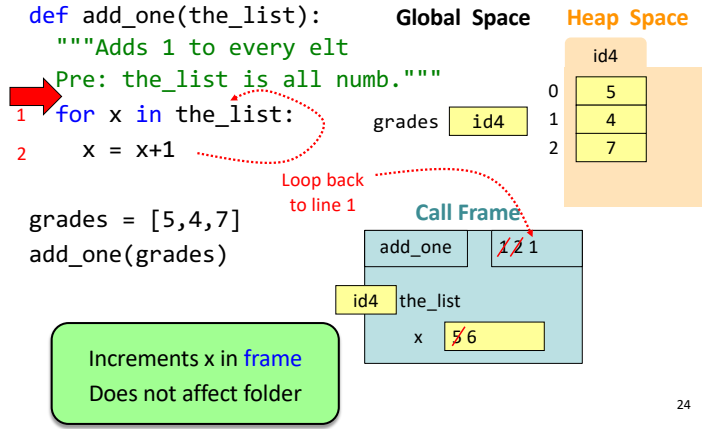 def add_one(the_list):
"""Adds 1 to every elt
Pre: the_list is all numb."""
1 for x in the_list:
2 x = x+1
grades = [5,4,7]
add_one(grades)
Loop back
to line 1
Global Space
grades id4
Heap Space
id4
0 5
1 4
2 7
Call Frame
add_one 1 2 1
id4 the_list
x 5 6
Increments x in frame
Does not affect folder
24